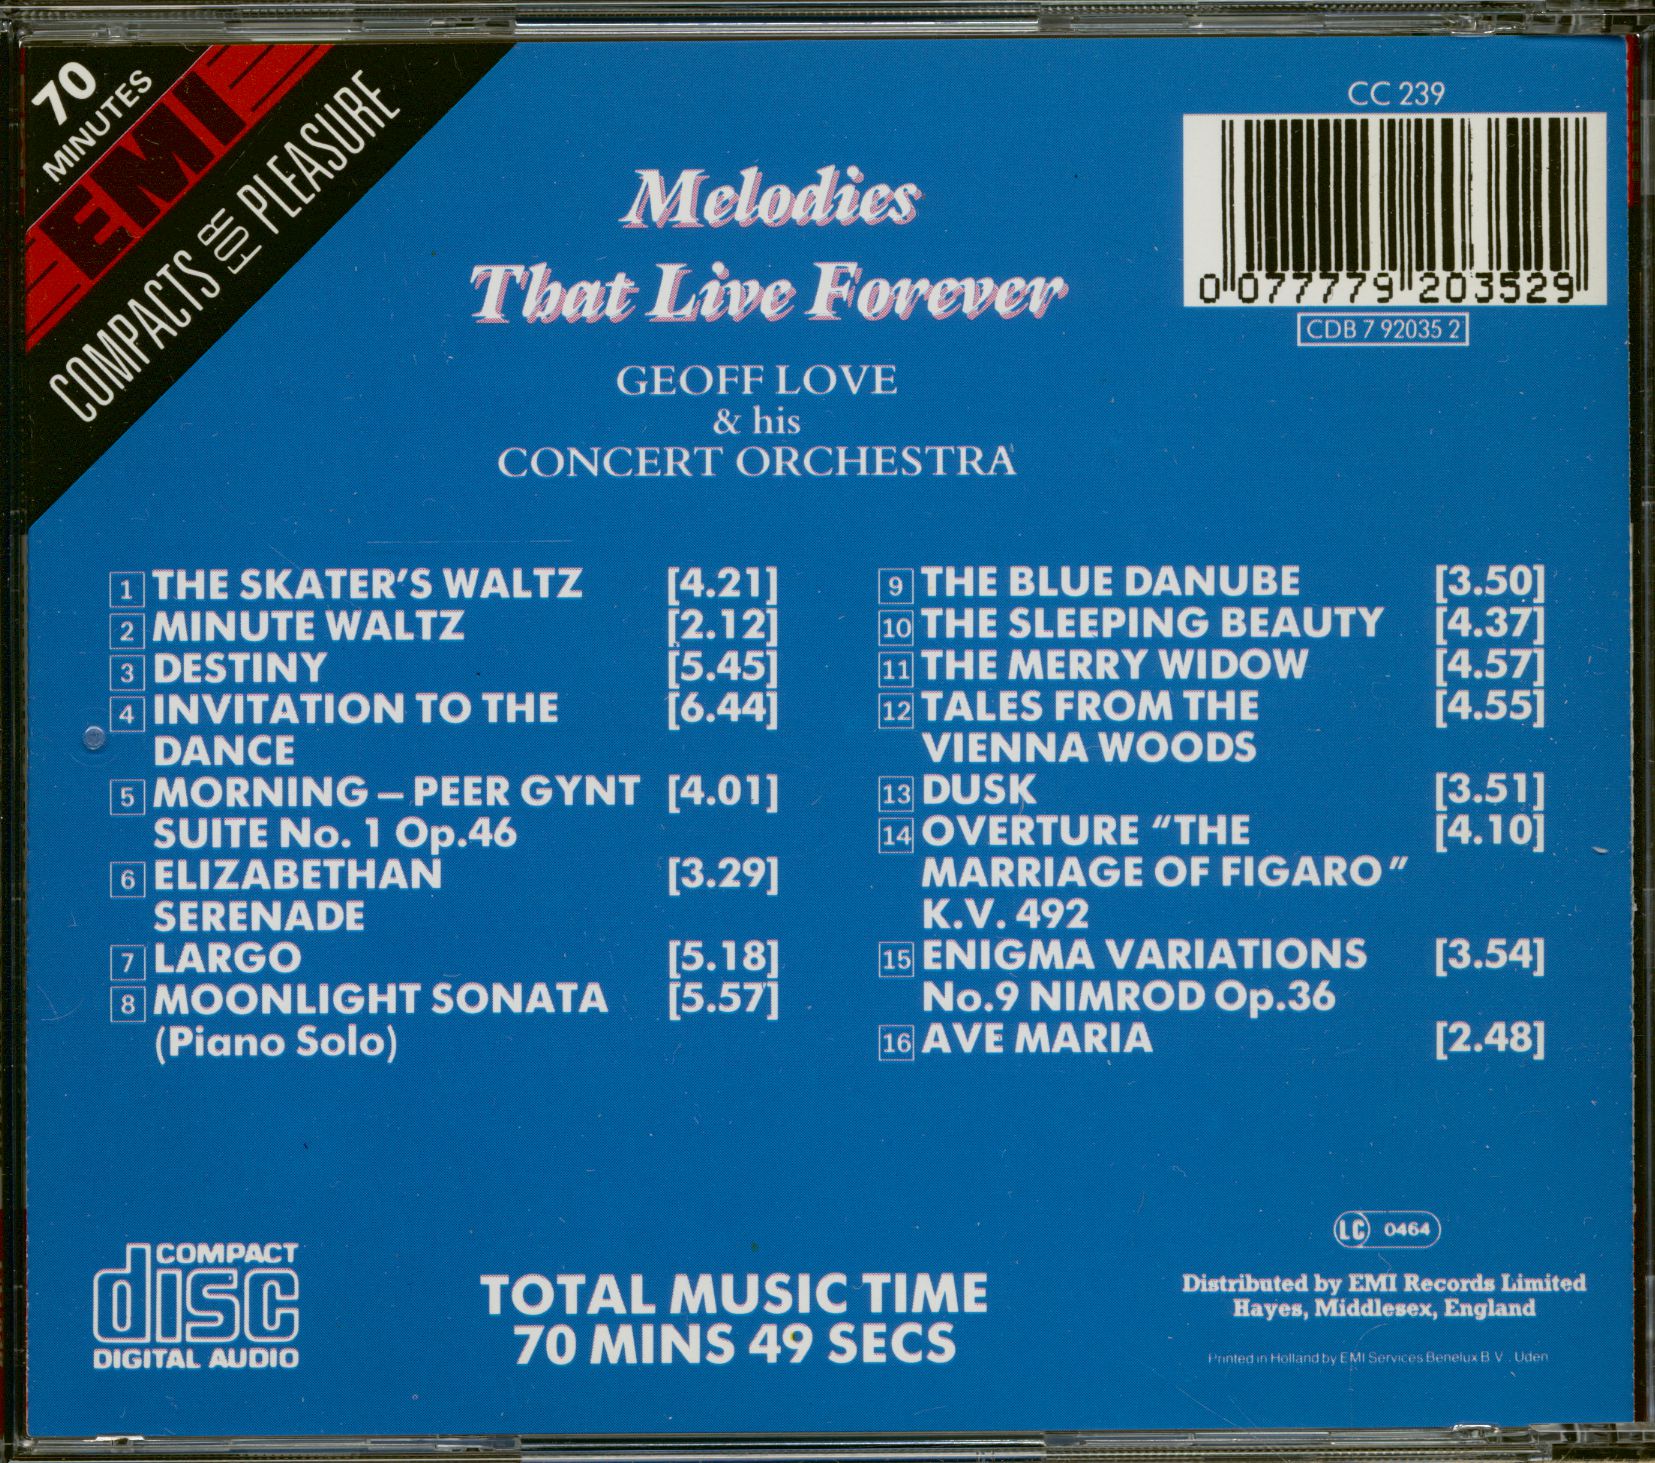 70
MINUTES
EMI
COMPACTS FOR PLEASURE
CC 239
0 077779 203529
CDB 7 92035 2
Melodies
That Live Forever
GEOFF LOVE
& his
CONCERT ORCHESTRA
1 THE SKATER'S WALTZ [4.21]
2 MINUTE WALTZ [2.12]
3 DESTINY [5.45]
4 INVITATION TO THE [6.44]
DANCE
5 MORNING – PEER GYNT [4.01]
SUITE No. 1 Op.46
6 ELIZABETHAN [3.29]
SERENADE
7 LARGO [5.18]
8 MOONLIGHT SONATA [5.57]
(Piano Solo)
9 THE BLUE DANUBE [3.50]
10 THE SLEEPING BEAUTY [4.37]
11 THE MERRY WIDOW [4.57]
12 TALES FROM THE [4.55]
VIENNA WOODS
13 DUSK [3.51]
14 OVERTURE "THE [4.10]
MARRIAGE OF FIGARO"
K.V. 492
15 ENIGMA VARIATIONS [3.54]
No.9 NIMROD Op.36
16 AVE MARIA [2.48]
COMPACT
disc
DIGITAL AUDIO
TOTAL MUSIC TIME
70 MINS 49 SECS
LC 0464
Distributed by EMI Records Limited
Hayes, Middlesex, England
Printed in Holland by EMI Services Benelux B.V. Uden